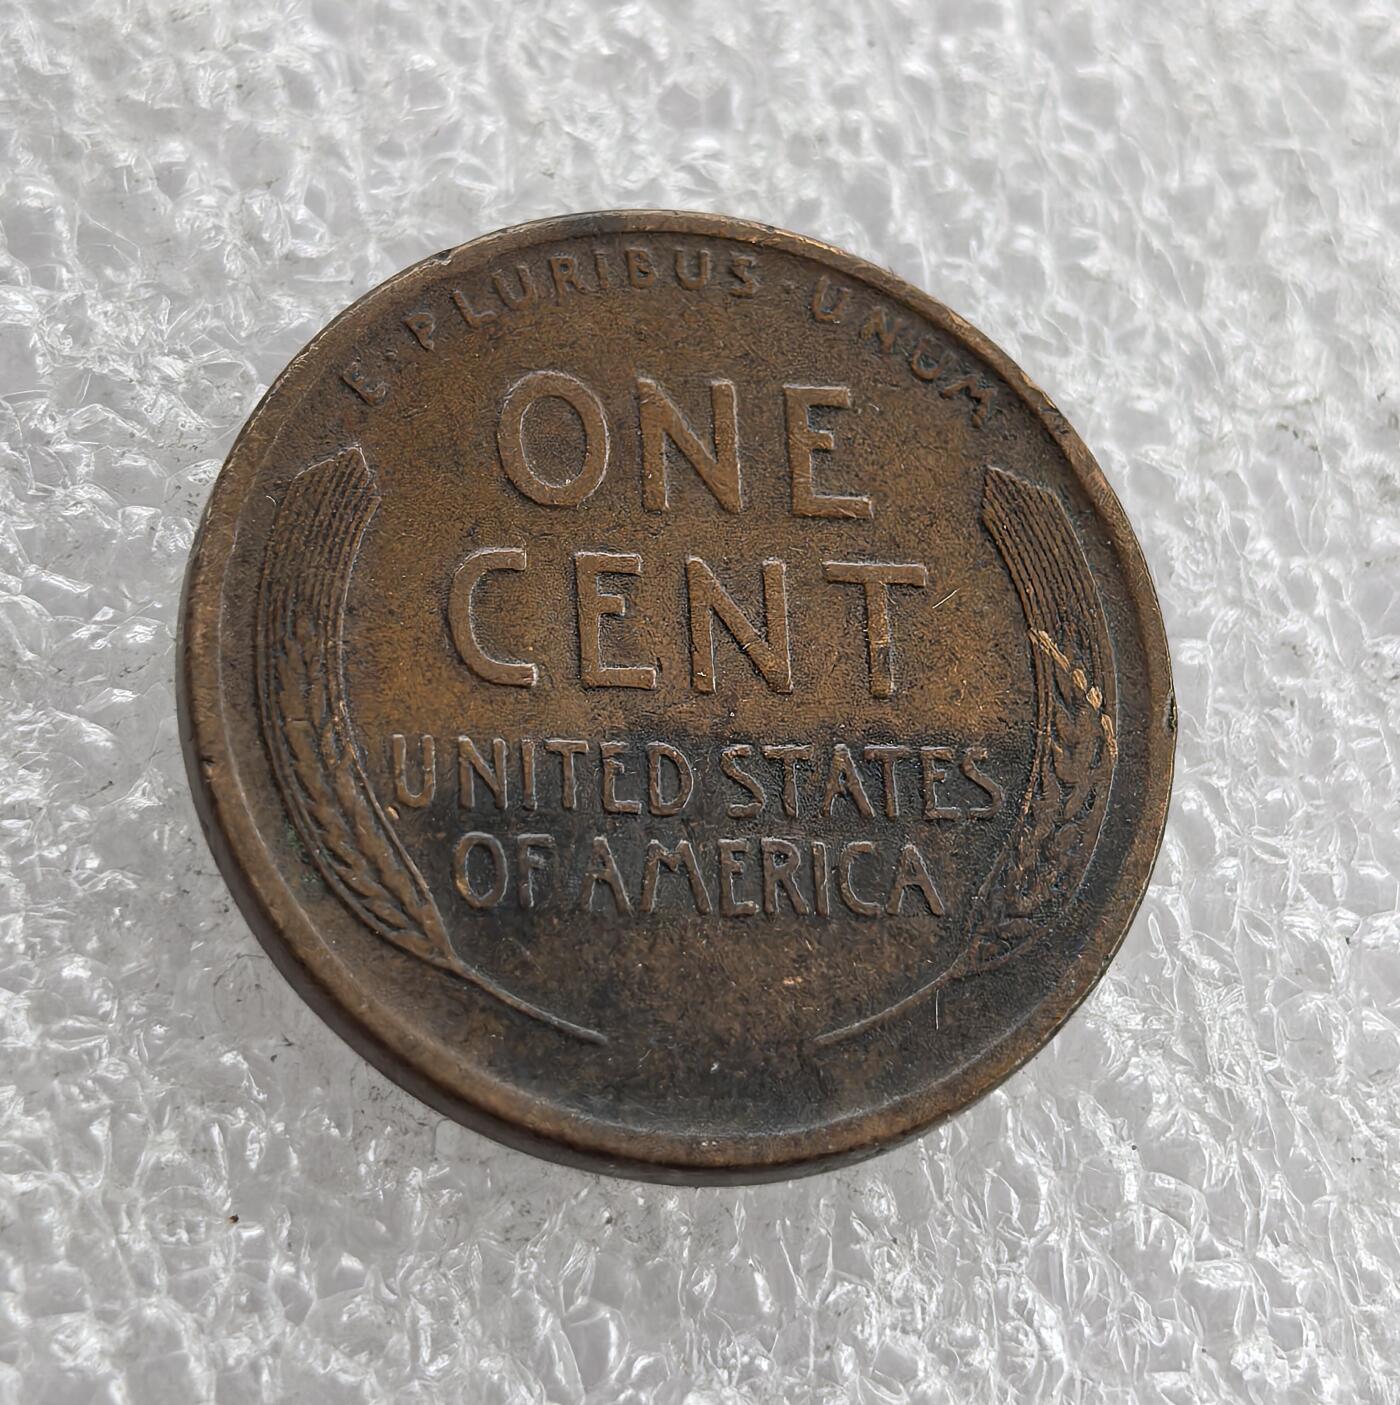 E·PLURIBUS·UNUM
ONE
CENT
UNITED STATES
OF AMERICA